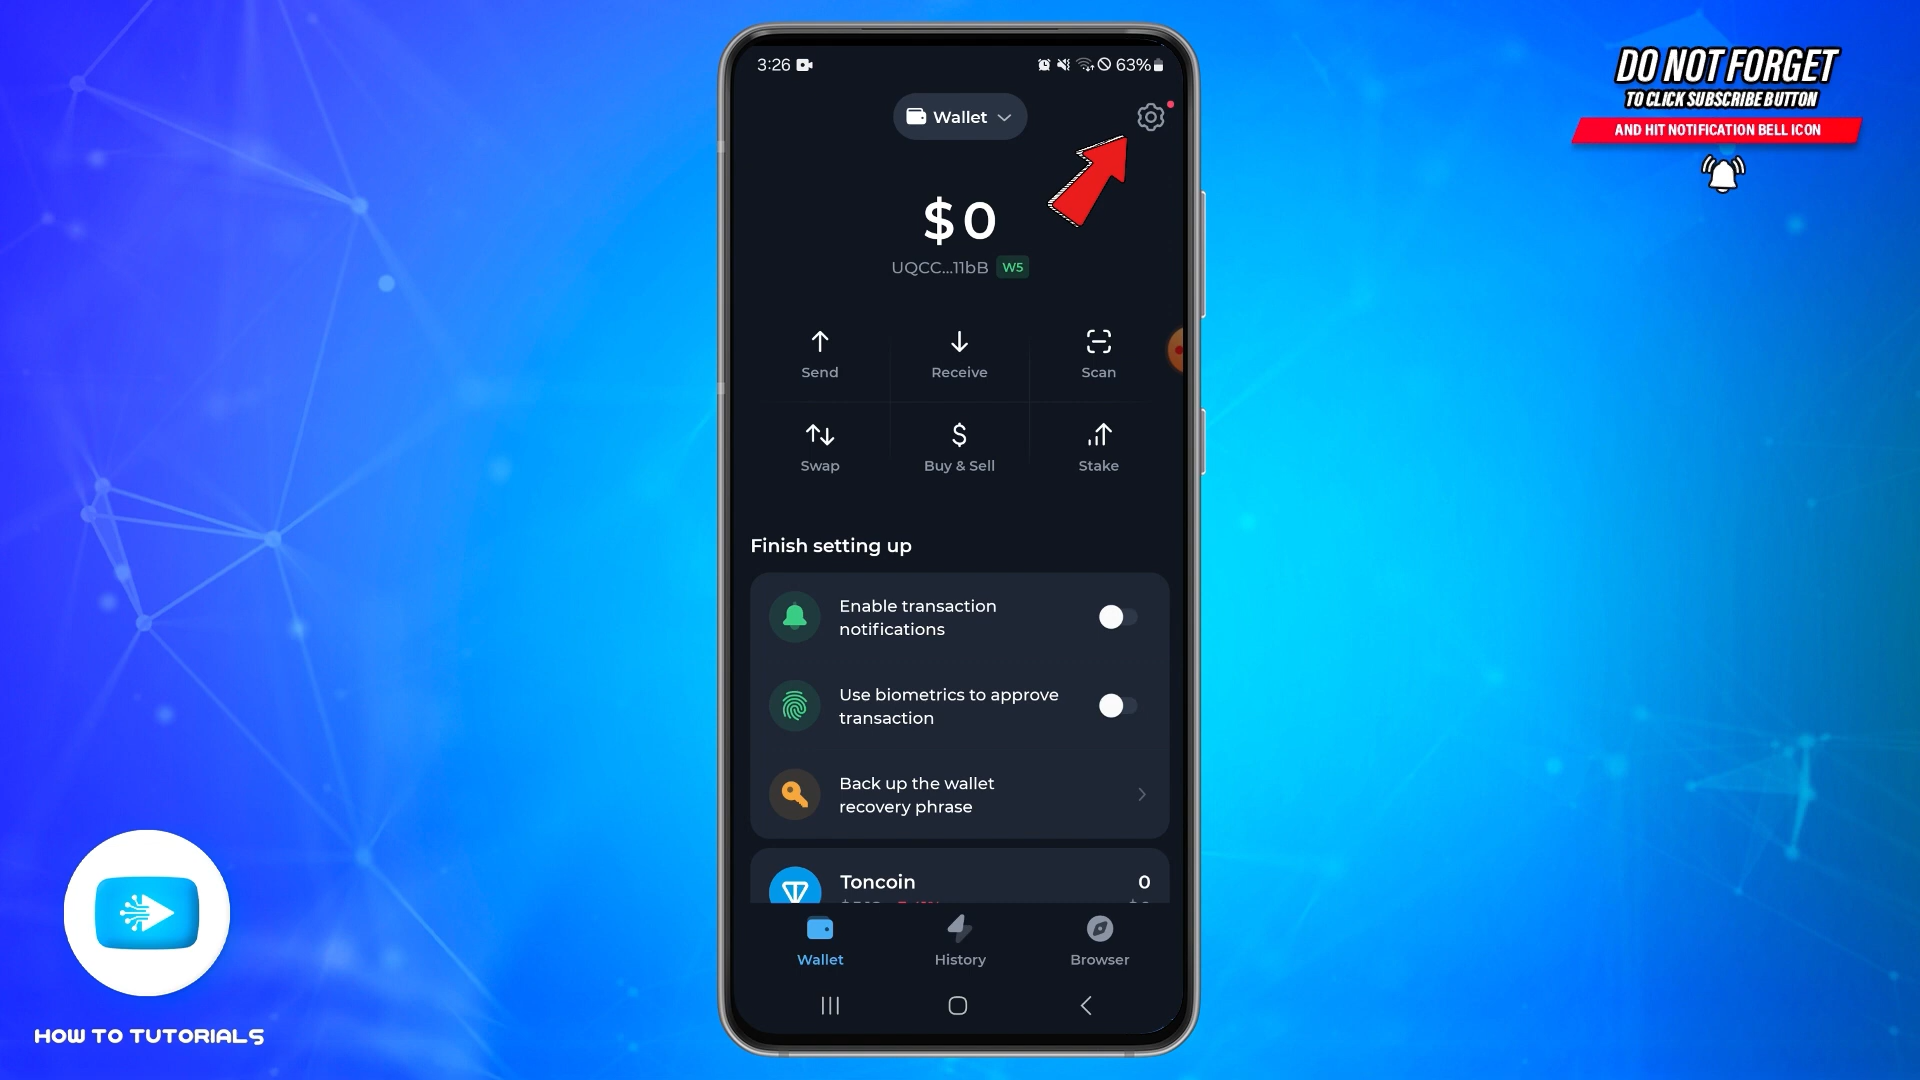 DO NOT FORGET
TO CLICK SUBSCRIBE BUTTON
AND HIT NOTIFICATION BELL ICON
3:26
63%
Wallet
$0
UQCC...11bB W5
Send Receive Scan
Swap Buy & Sell Stake
Finish setting up
Enable transaction
notifications
Use biometrics to approve
transaction
Back up the wallet
recovery phrase
Toncoin 0
Wallet History Browser
HOW TO TUTORIALS